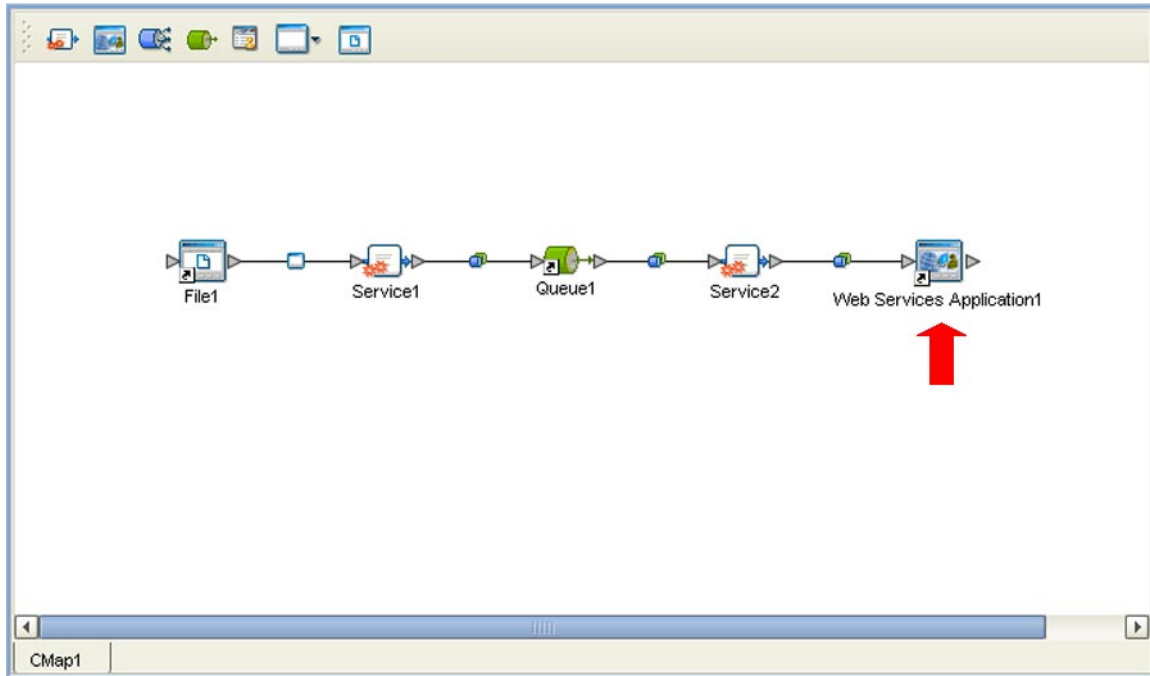 File1
Service1
Queue1
Service2
Web Services Application1
CMap1